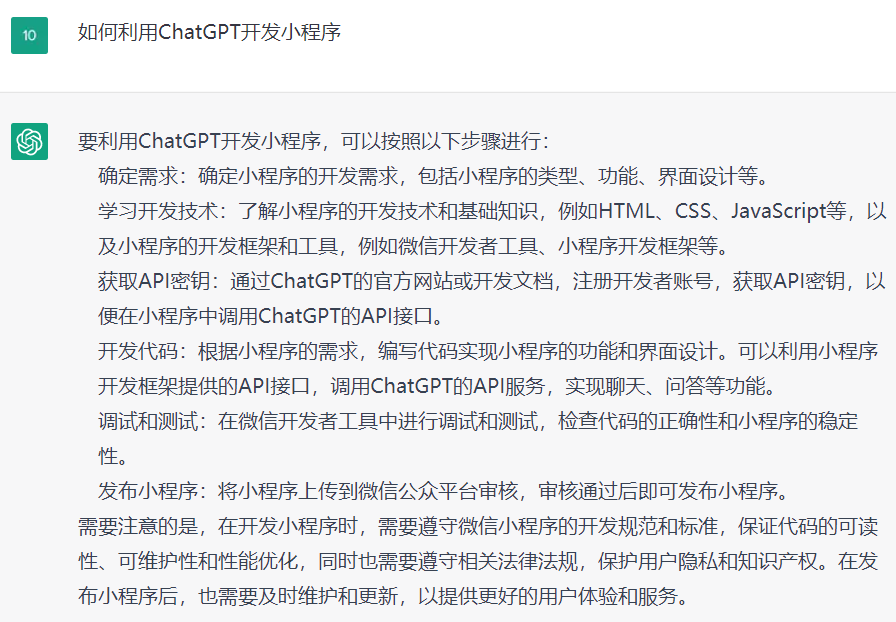 10
如何利用ChatGPT开发小程序
要利用ChatGPT开发小程序，可以按照以下步骤进行：
确定需求：确定小程序的开发需求，包括小程序的类型、功能、界面设计等。
学习开发技术：了解小程序的开发技术和基础知识，例如HTML、CSS、JavaScript等，以
及小程序的开发框架和工具，例如微信开发者工具、小程序开发框架等。
获取API密钥：通过ChatGPT的官方网站或开发文档，注册开发者账号，获取API密钥，以
便在小程序中调用ChatGPT的API接口。
开发代码：根据小程序的需求，编写代码实现小程序的功能和界面设计。可以利用小程序
开发框架提供的API接口，调用ChatGPT的API服务，实现聊天、问答等功能。
调试和测试：在微信开发者工具中进行调试和测试，检查代码的正确性和小程序的稳定
性。
发布小程序：将小程序上传到微信公众平台审核，审核通过后即可发布小程序。
需要注意的是，在开发小程序时，需要遵守微信小程序的开发规范和标准，保证代码的可读
性、可维护性和性能优化，同时也需要遵守相关法律法规，保护用户隐私和知识产权。在发
布小程序后，也需要及时维护和更新，以提供更好的用户体验和服务。